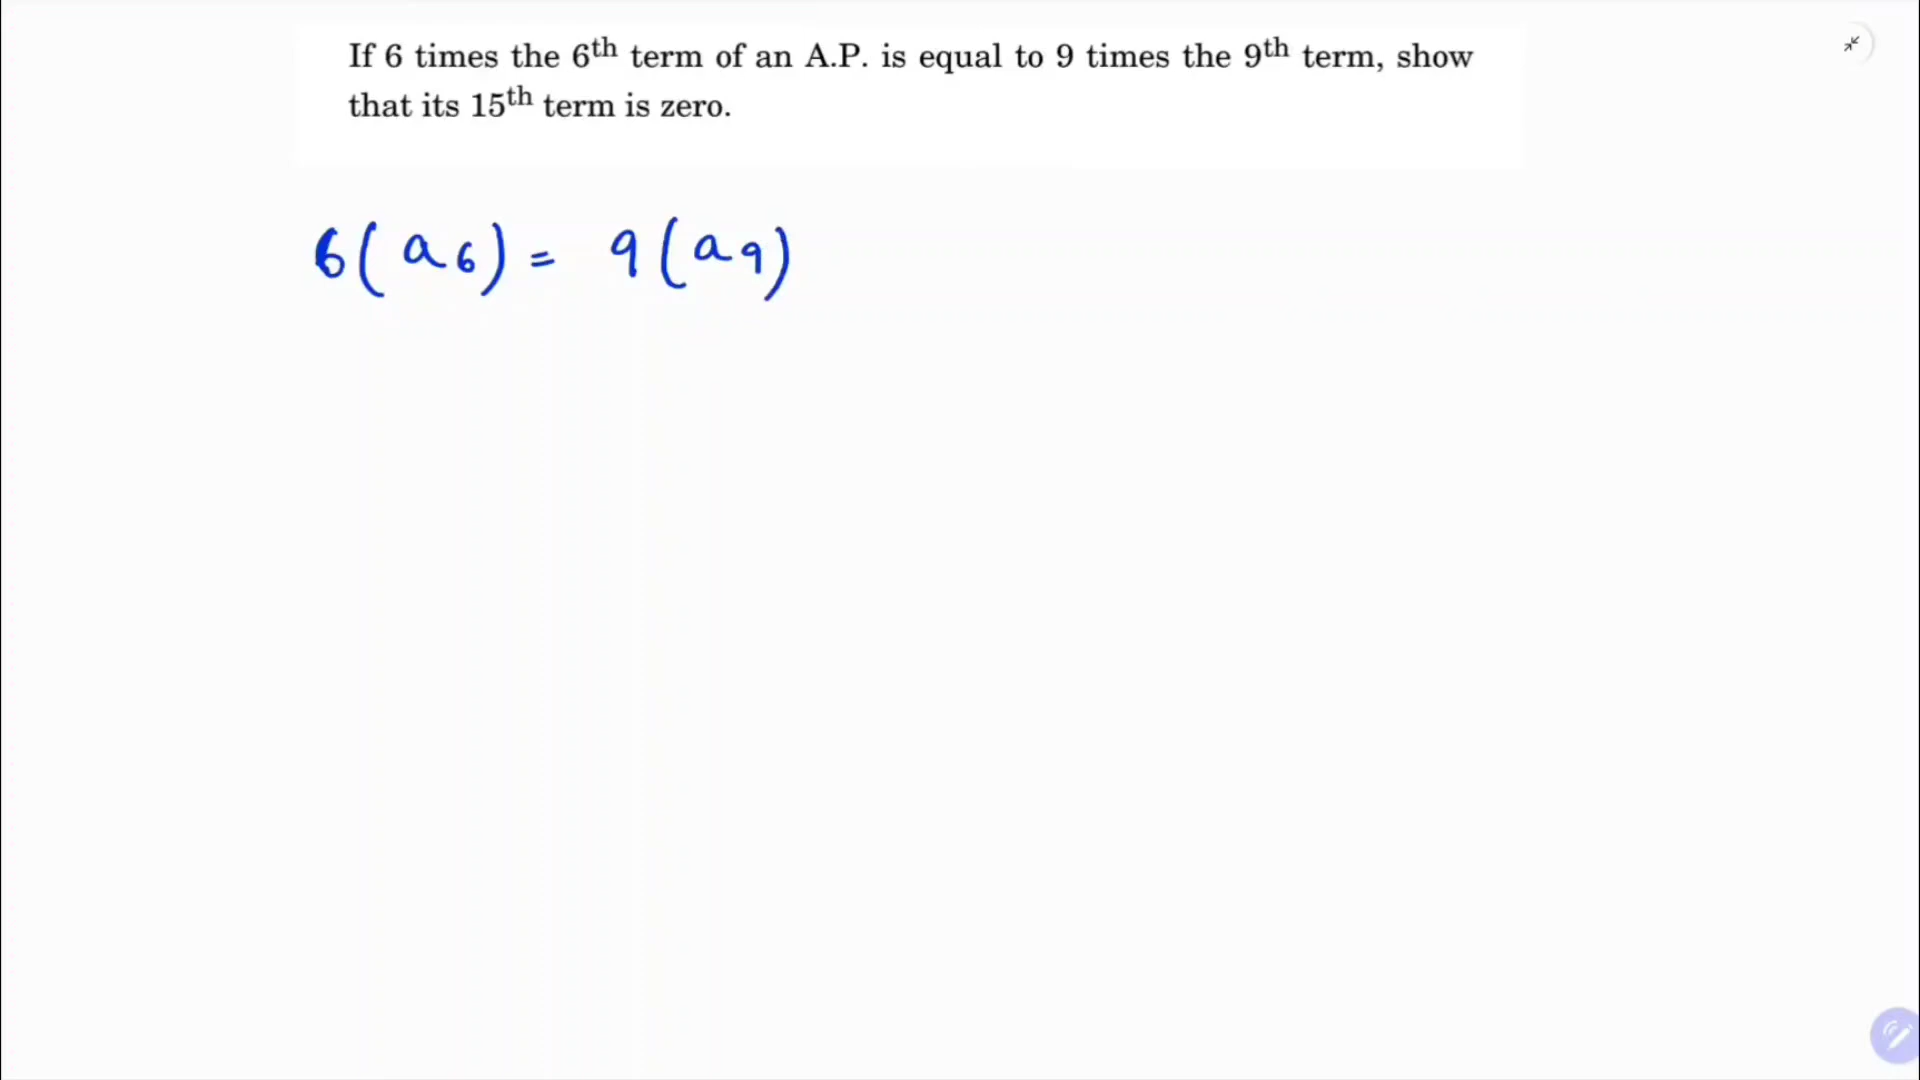 If 6 times the 6th term of an A.P. is equal to 9 times the 9th term, show
that its 15th term is zero.
6(a6) = 9(a9)